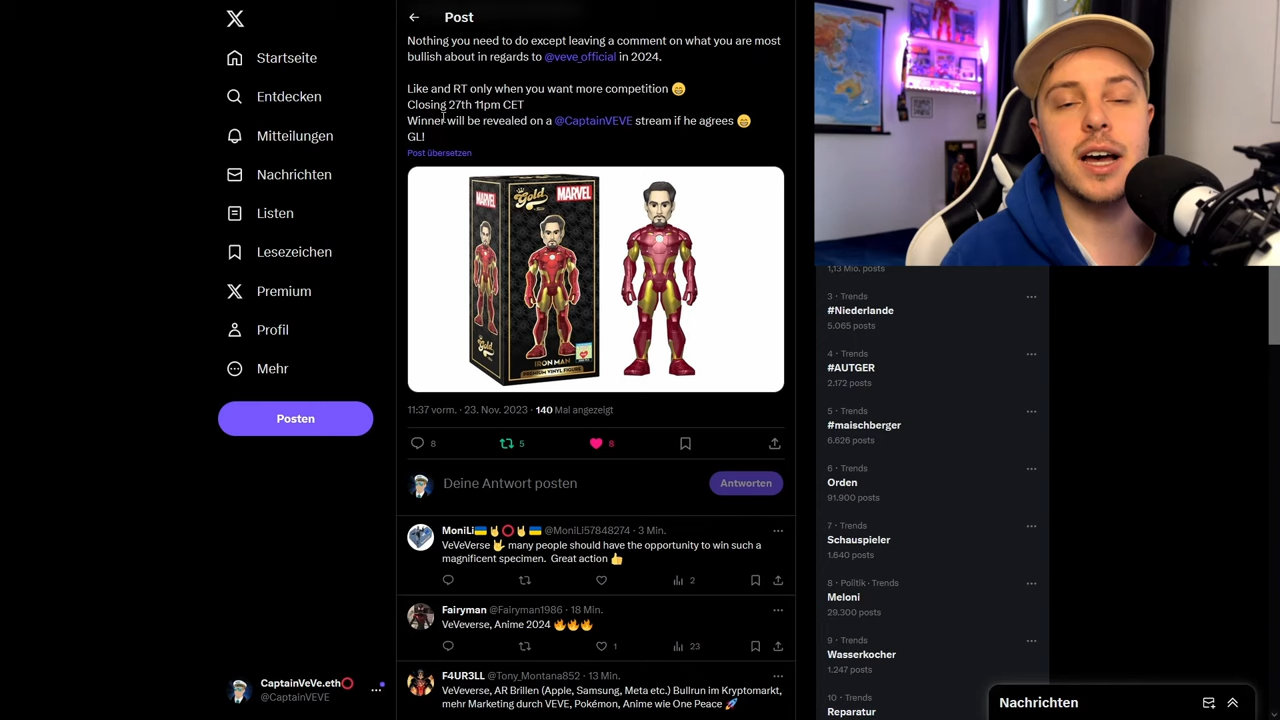 Startseite
Entdecken
Mitteilungen
Nachrichten
Listen
Lesezeichen
Premium
Profil
Mehr
Posten
CaptainVeVe.eth⭕
@CaptainVEVE
Post
Nothing you need to do except leaving a comment on what you are most
bullish about in regards to @veve_official in 2024.
Like and RT only when you want more competition 😁
Closing 27th 11pm CET
Winner will be revealed on a @CaptainVEVE stream if he agrees 😁
GL!
Post übersetzen
MARVEL
Gold
MARVEL
Gold
IRON MAN
PREMIUM VINYL FIGURE
11:37 vorm. · 23. Nov. 2023 · 140 Mal angezeigt
8 5 8
Deine Antwort posten
Antworten
MoniLi🇺🇦🤘⭕🤘🇺🇦 @MoniLi57848274 · 3 Min.
VeVeVerse 🤟 many people should have the opportunity to win such a
magnificent specimen. Great action 👍
2
Fairyman @Fairyman1986 · 18 Min.
VeVeverse, Anime 2024 🔥🔥🔥
1 23
F4UR3LL @Tony_Montana852 · 13 Min.
VeVeverse, AR Brillen (Apple, Samsung, Meta etc.) Bullrun im Kryptomarkt,
mehr Marketing durch VEVE, Pokémon, Anime wie One Peace 🚀
1,13 Mio. posts
3 · Trends
#Niederlande
5.065 posts
4 · Trends
#AUTGER
2.172 posts
5 · Trends
#maischberger
6.626 posts
6 · Trends
Orden
91.900 posts
7 · Trends
Schauspieler
1.640 posts
8 · Politik · Trends
Meloni
29.300 posts
9 · Trends
Wasserkocher
1.247 posts
10 · Trends
Reparatur
Nachrichten